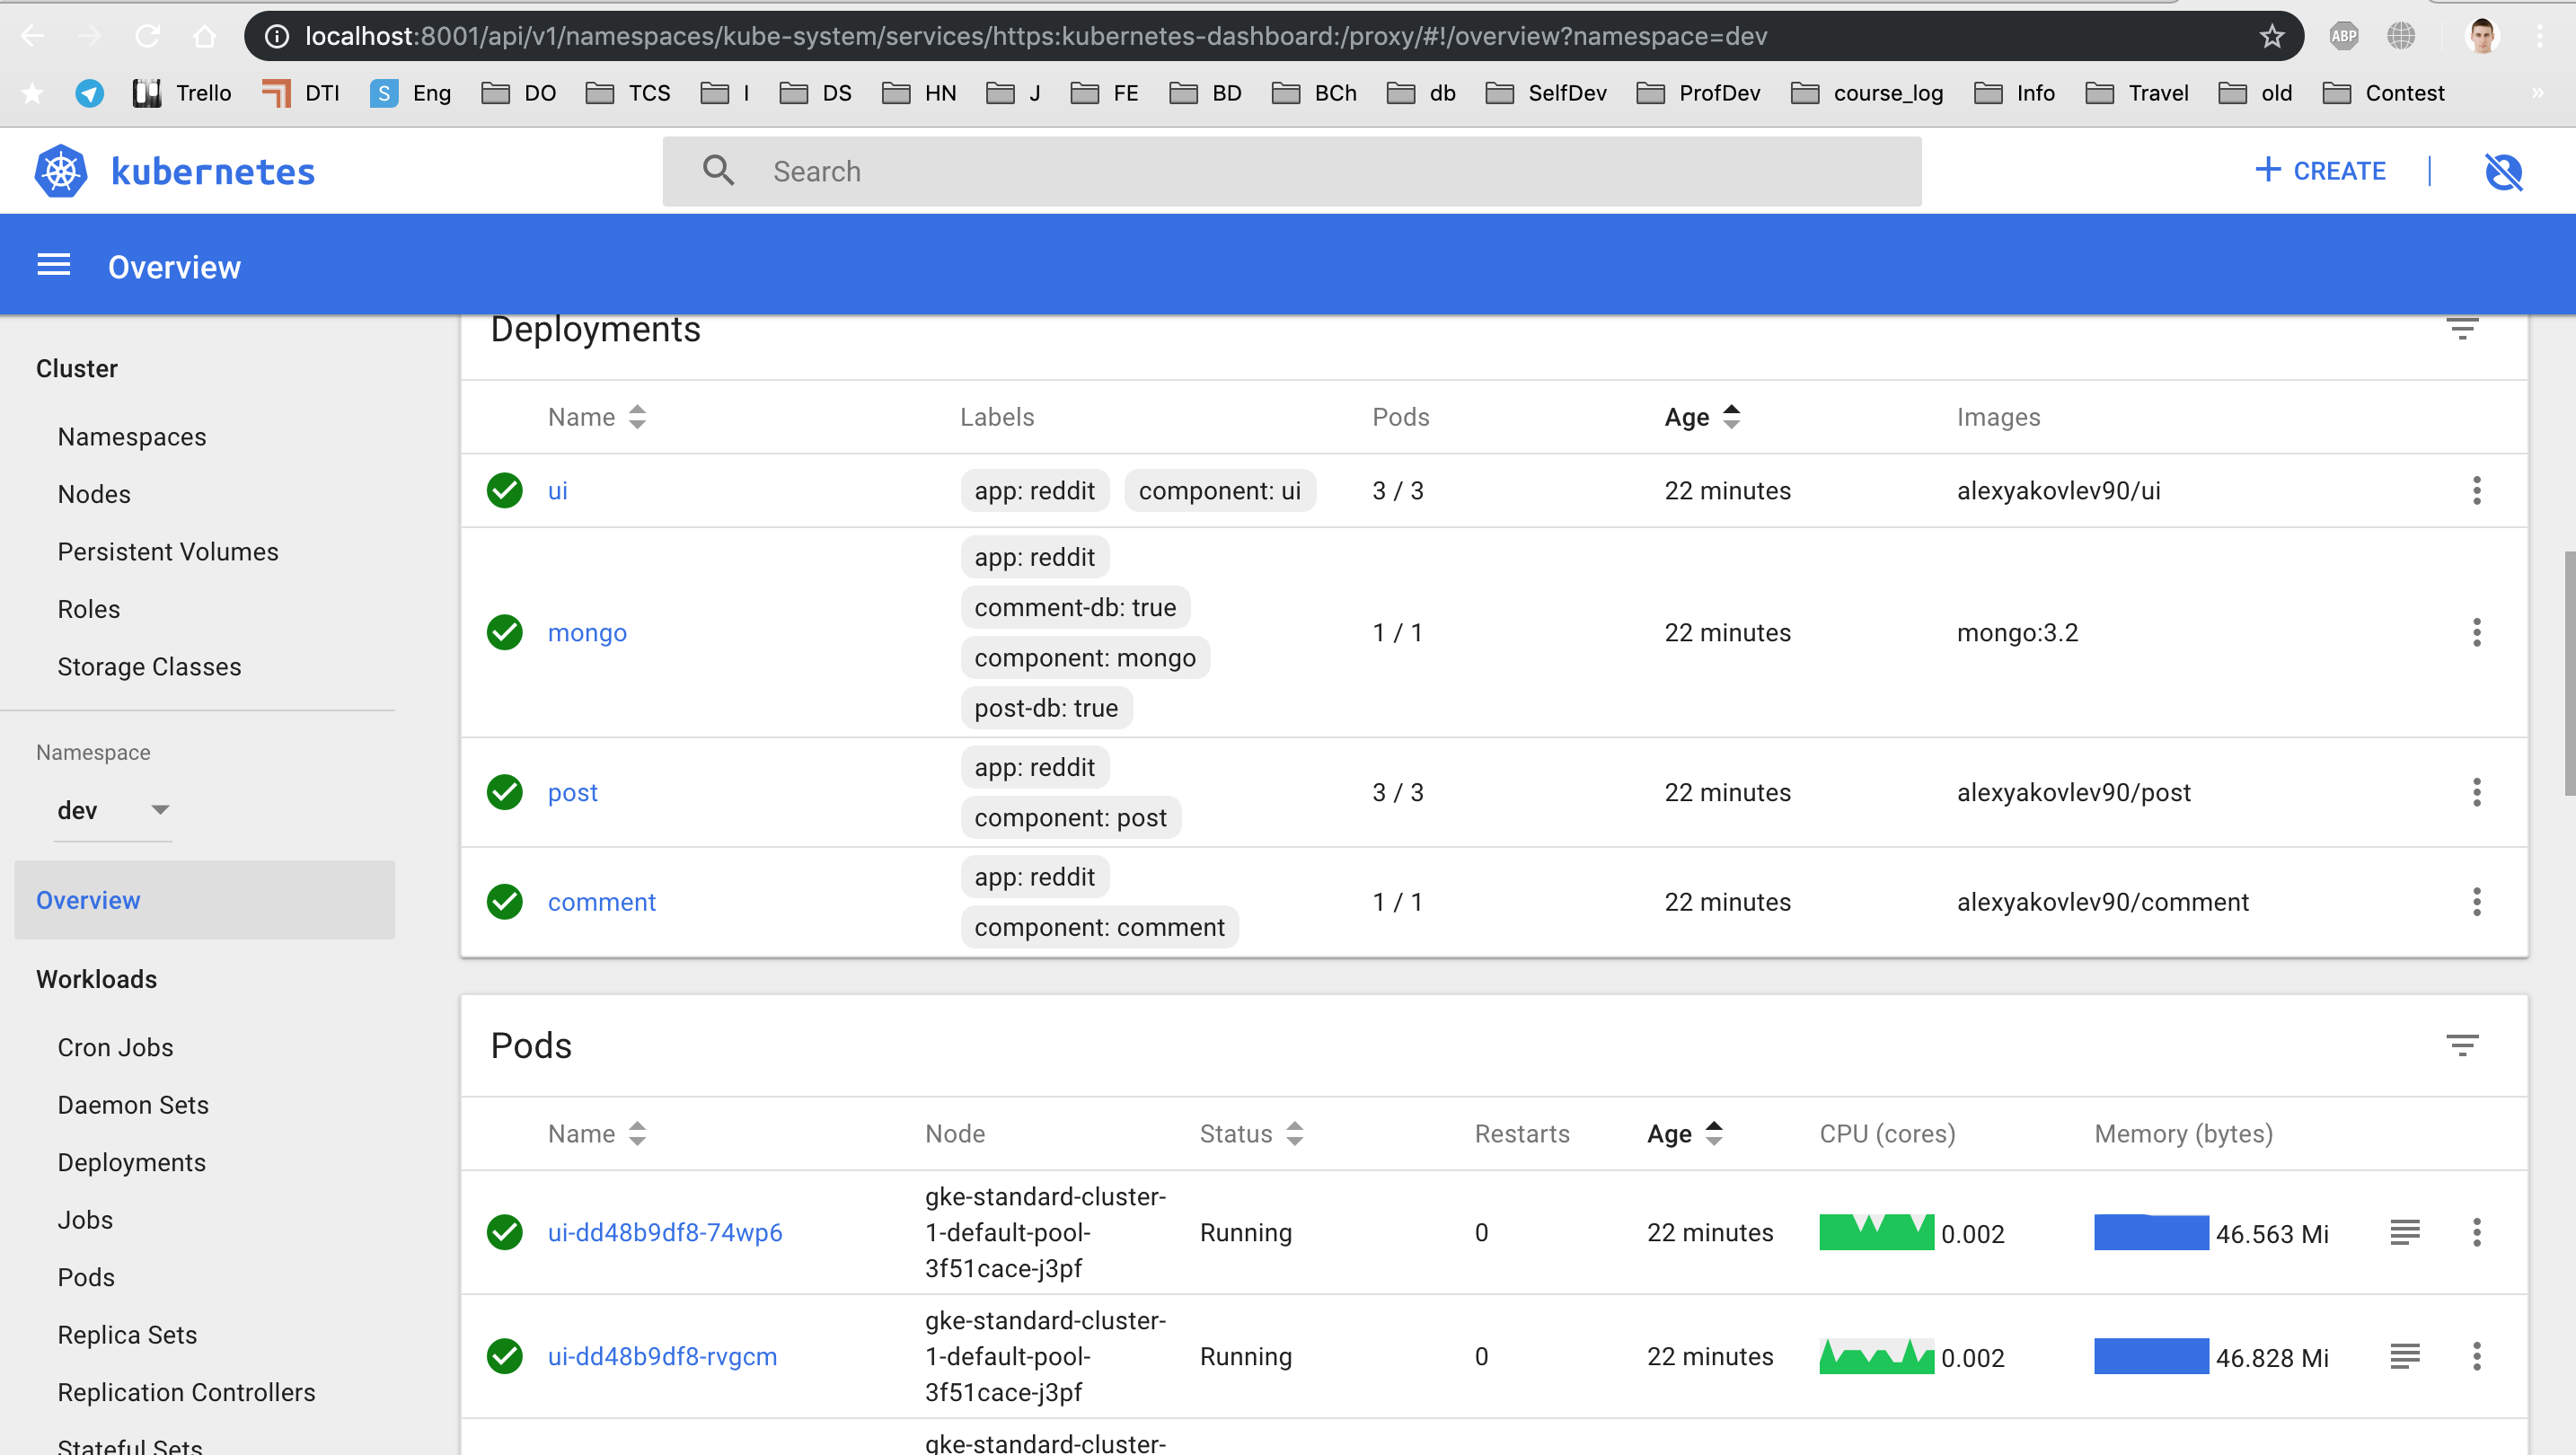 localhost:8001/api/v1/namespaces/kube-system/services/https:kubernetes-dashboard:/proxy/#!/overview?namespace=dev
ABP
Trello DTI S Eng DO TCS I DS HN J FE BD BCh db SelfDev ProfDev course_log Info Travel old Contest »
kubernetes Search + CREATE
Overview
Cluster
Namespaces
Nodes
Persistent Volumes
Roles
Storage Classes
Namespace
dev
Overview
Workloads
Cron Jobs
Daemon Sets
Deployments
Jobs
Pods
Replica Sets
Replication Controllers
Stateful Sets
Deployments
Name Labels Pods Age Images
ui app: reddit component: ui 3 / 3 22 minutes alexyakovlev90/ui
app: reddit
comment-db: true
mongo 1 / 1 22 minutes mongo:3.2
component: mongo
post-db: true
app: reddit
post 3 / 3 22 minutes alexyakovlev90/post
component: post
app: reddit
comment 1 / 1 22 minutes alexyakovlev90/comment
component: comment
Pods
Name Node Status Restarts Age CPU (cores) Memory (bytes)
gke-standard-cluster-
ui-dd48b9df8-74wp6 1-default-pool- Running 0 22 minutes 0.002 46.563 Mi
3f51cace-j3pf
gke-standard-cluster-
ui-dd48b9df8-rvgcm 1-default-pool- Running 0 22 minutes 0.002 46.828 Mi
3f51cace-j3pf
gke-standard-cluster-